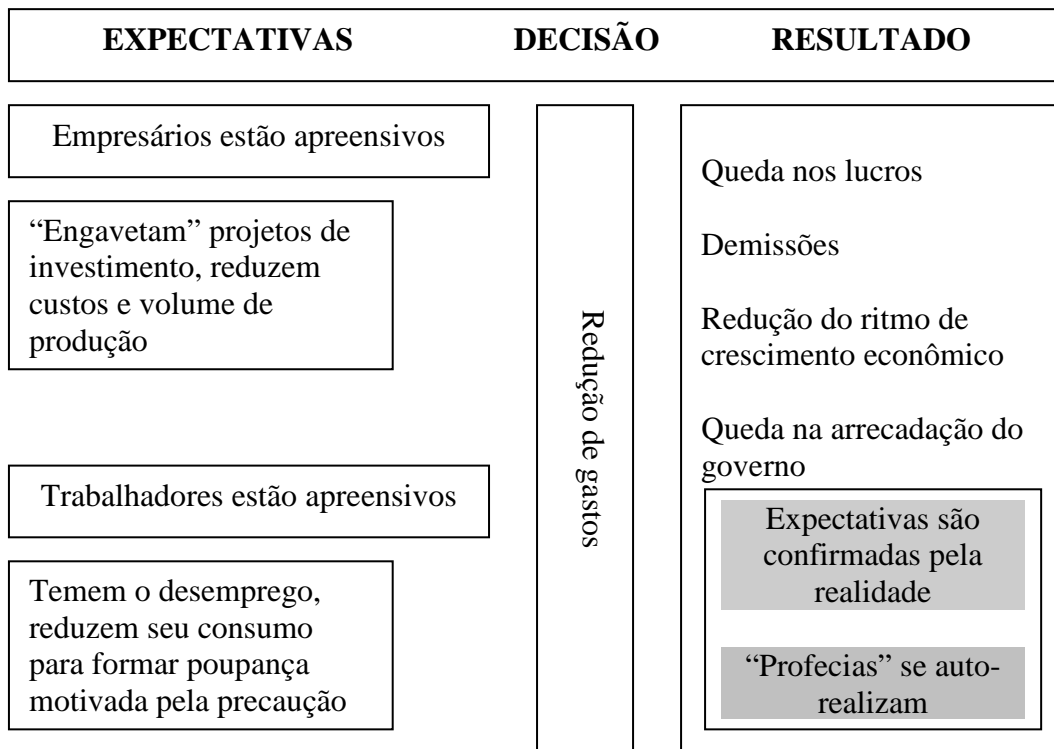 EXPECTATIVAS DECISÃO RESULTADO
Empresários estão apreensivos
“Engavetam” projetos de
investimento, reduzem
custos e volume de
produção
Trabalhadores estão apreensivos
Temem o desemprego,
reduzem seu consumo
para formar poupança
motivada pela precaução
Redução de gastos
Queda nos lucros
Demissões
Redução do ritmo de
crescimento econômico
Queda na arrecadação do
governo
Expectativas são
confirmadas pela
realidade
“Profecias” se auto-
realizam